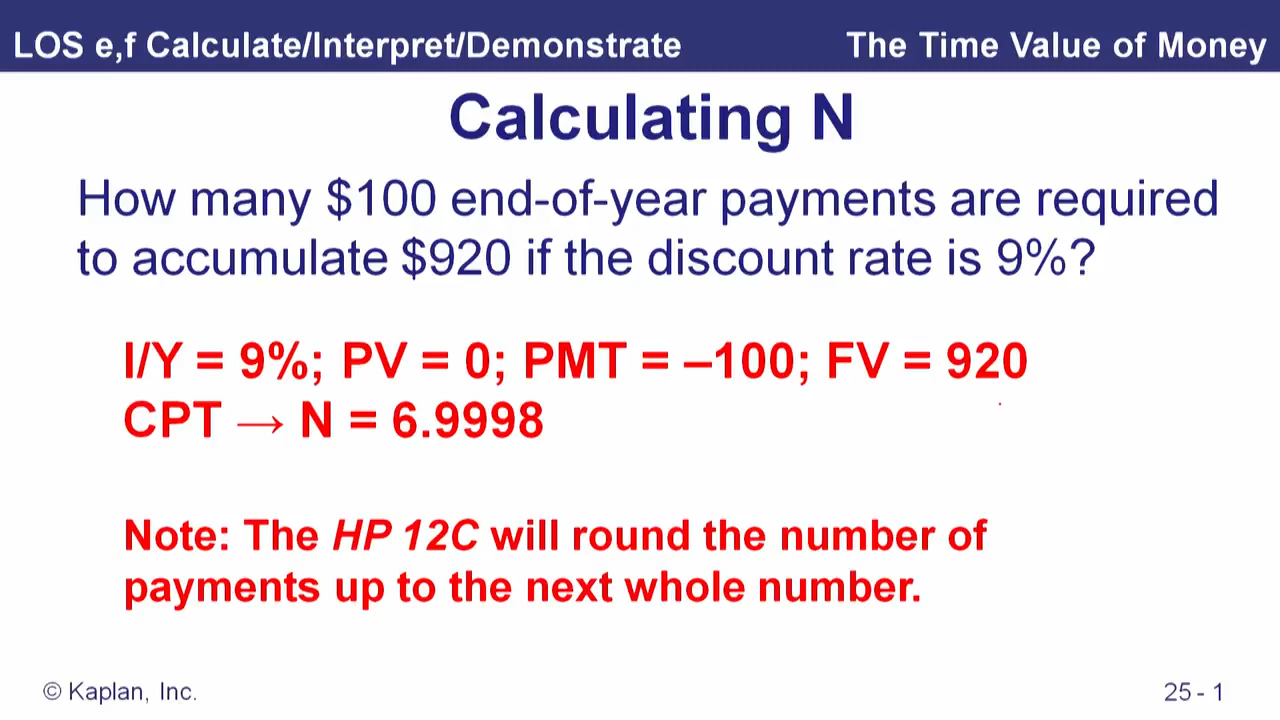 LOS e,f Calculate/Interpret/Demonstrate The Time Value of Money
Calculating N
How many $100 end-of-year payments are required
to accumulate $920 if the discount rate is 9%?
I/Y = 9%; PV = 0; PMT = –100; FV = 920
CPT → N = 6.9998
Note: The HP 12C will round the number of
payments up to the next whole number.
© Kaplan, Inc. 25 - 1